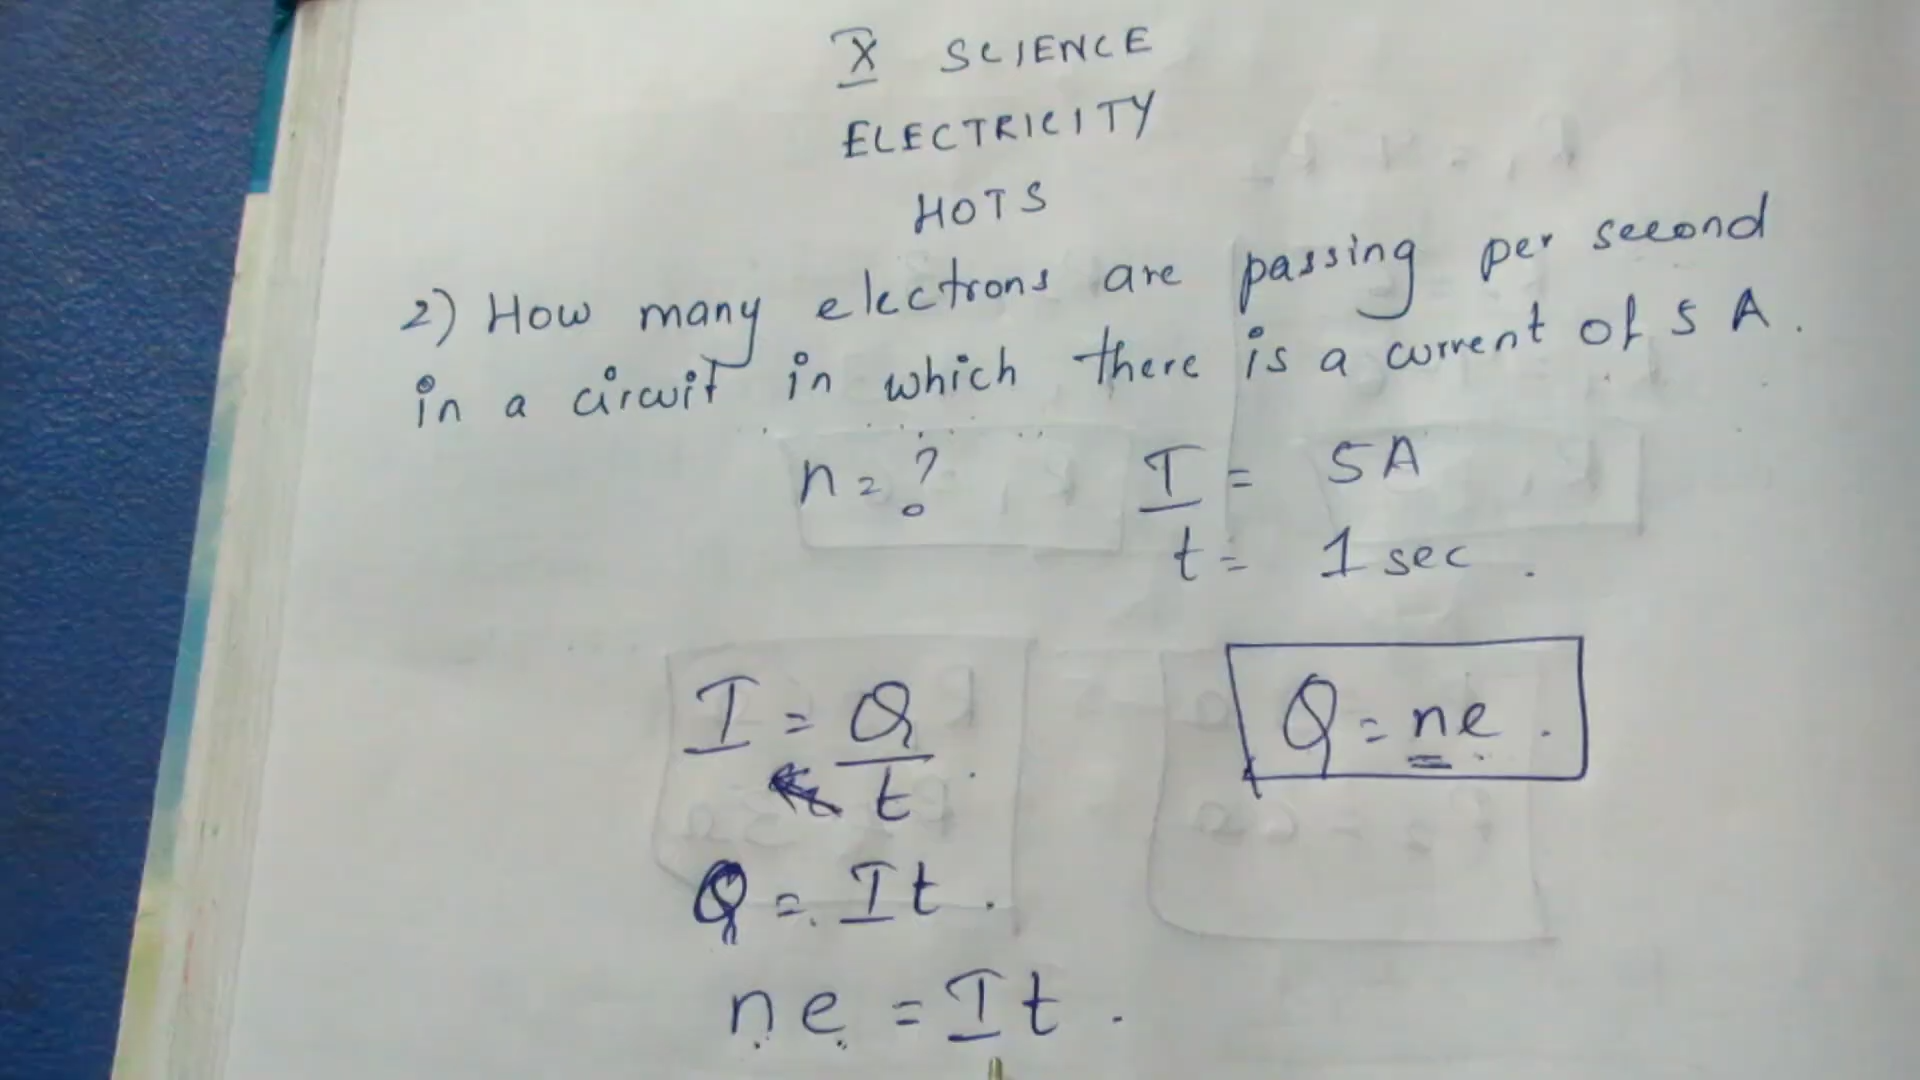 X SCIENCE
ELECTRICITY
HOTS
2) How many electrons are passing per second
in a circuit in which there is a current of 5 A.
n = ? I = 5A
t = 1 sec.
I = Q/t.
Q = ne.
Q = It.
ne = It.